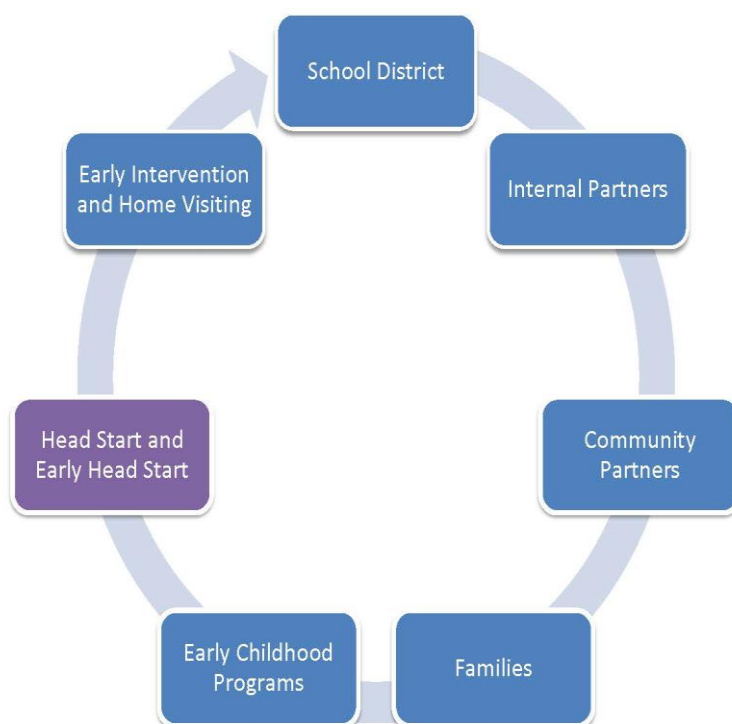 School District
Internal Partners
Community
Partners
Families
Early Childhood
Programs
Head Start and
Early Head Start
Early Intervention
and Home Visiting